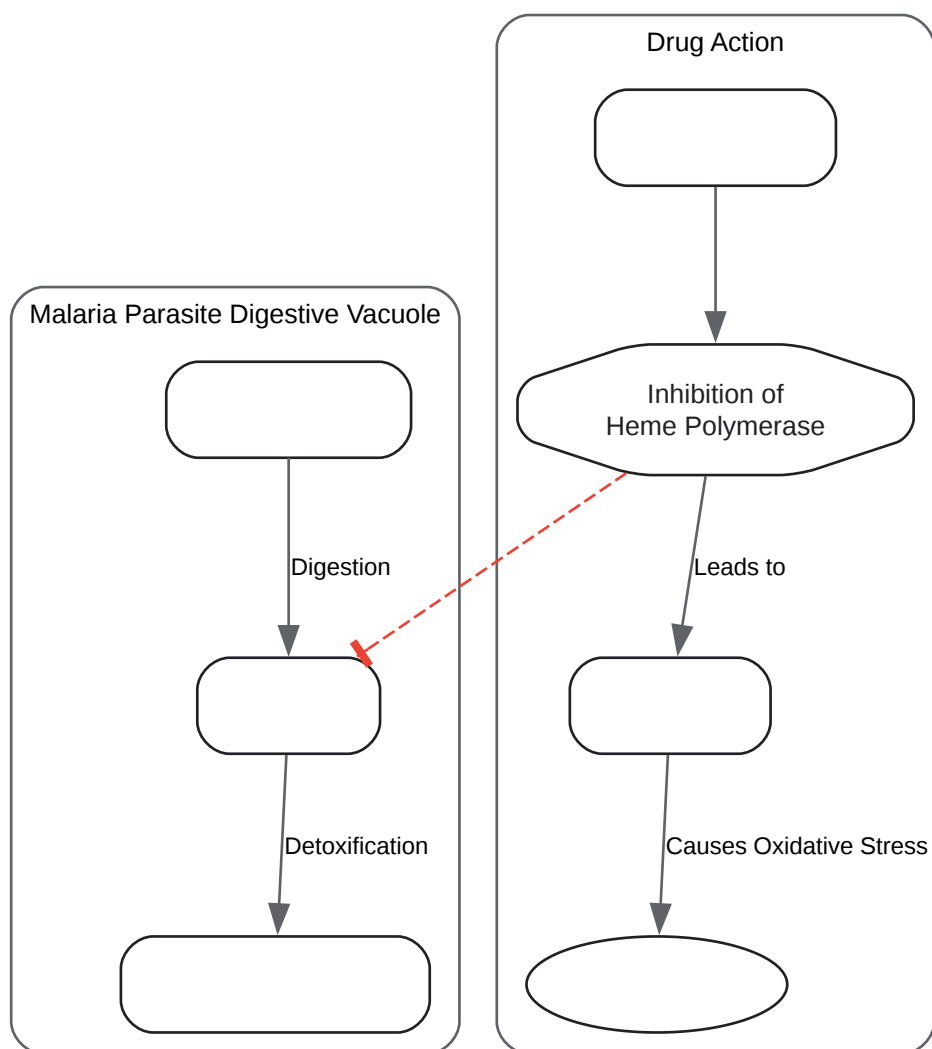 Drug Action
Malaria Parasite Digestive Vacuole
Inhibition of
Heme Polymerase
Digestion
Leads to
Detoxification
Causes Oxidative Stress